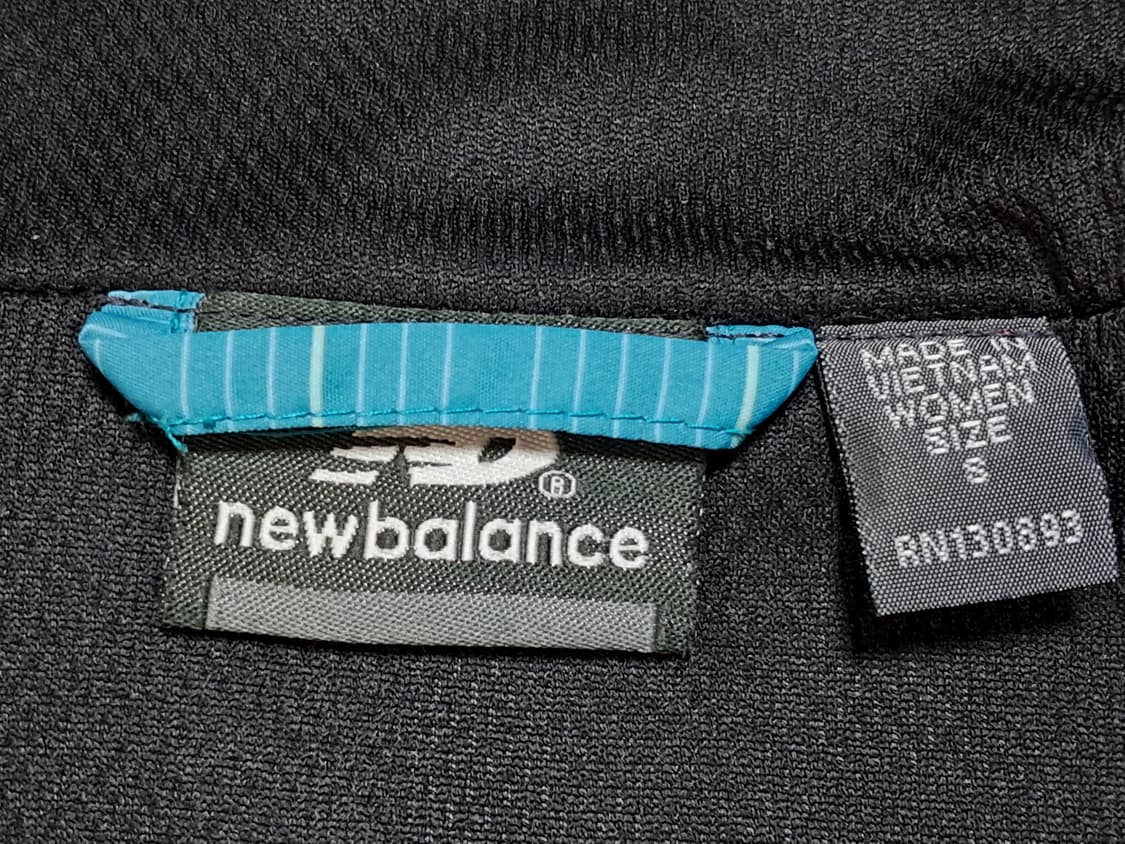 ®
newbalance
MADE IN
VIETNAM
WOMEN
SIZE
S
RN130893